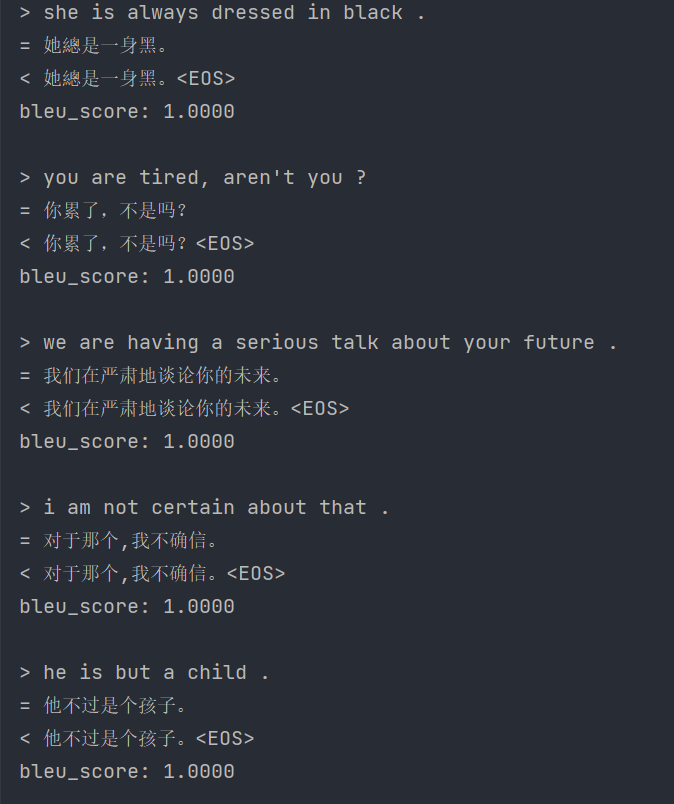 > she is always dressed in black .
= 她總是一身黑。
< 她總是一身黑。<EOS>
bleu_score: 1.0000
> you are tired, aren't you ?
= 你累了，不是吗？
< 你累了，不是吗？<EOS>
bleu_score: 1.0000
> we are having a serious talk about your future .
= 我们在严肃地谈论你的未来。
< 我们在严肃地谈论你的未来。<EOS>
bleu_score: 1.0000
> i am not certain about that .
= 对于那个,我不确信。
< 对于那个,我不确信。<EOS>
bleu_score: 1.0000
> he is but a child .
= 他不过是个孩子。
< 他不过是个孩子。<EOS>
bleu_score: 1.0000